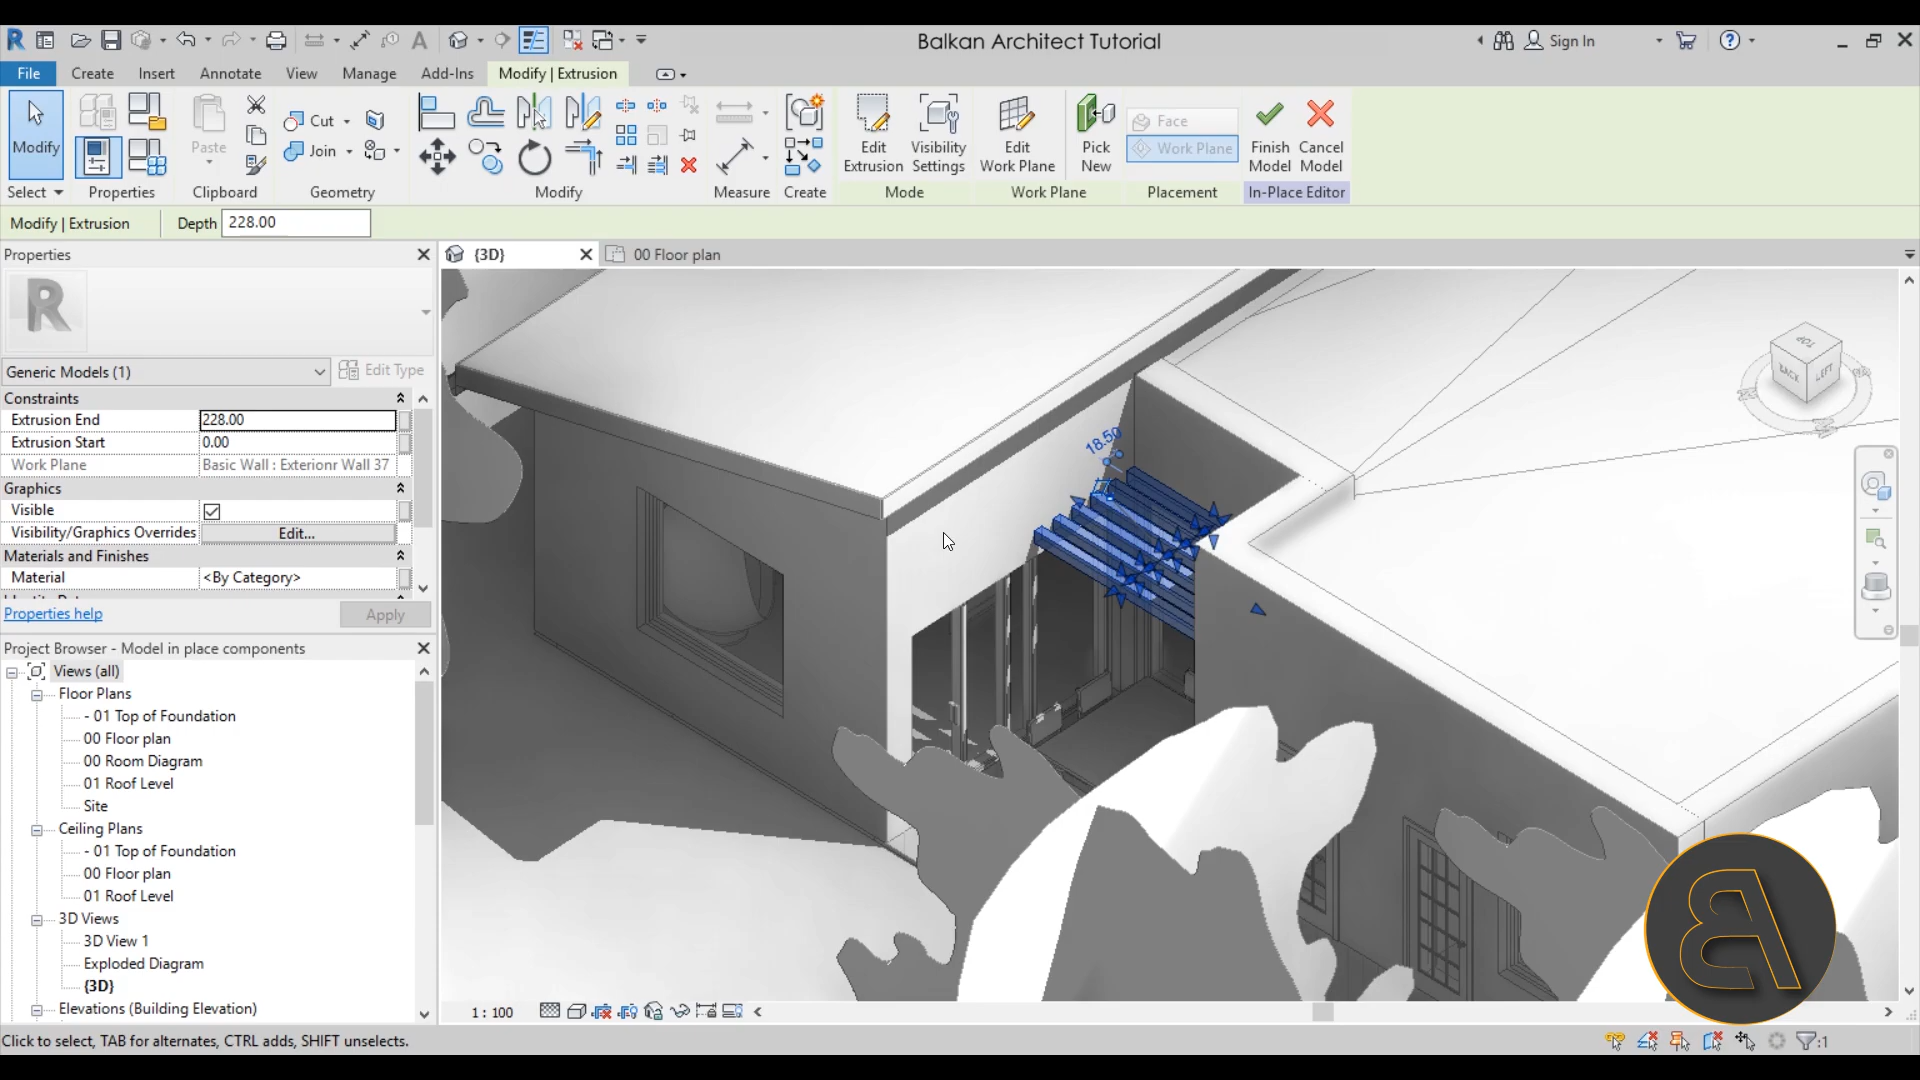 Balkan Architect Tutorial
Sign In
File
Create
Insert
Annotate
View
Manage
Add-Ins
Modify | Extrusion
Modify
Paste
Cut
Join
Edit
Extrusion
Visibility
Settings
Edit
Work Plane
Pick
New
Face
Work Plane
Finish
Model
Cancel
Model
Select
Properties
Clipboard
Geometry
Modify
Measure
Create
Mode
Work Plane
Placement
In-Place Editor
Modify | Extrusion
Depth
228.00
Properties
{3D}
00 Floor plan
Generic Models (1)
Edit Type
Constraints
Extrusion End
228.00
Extrusion Start
0.00
Work Plane
Basic Wall : Exteriorr Wall 37
Graphics
Visible
Visibility/Graphics Overrides
Edit...
Materials and Finishes
Material
<By Category>
Properties help
Apply
Project Browser - Model in place components
Views (all)
Floor Plans
- 01 Top of Foundation
00 Floor plan
00 Room Diagram
01 Roof Level
Site
Ceiling Plans
- 01 Top of Foundation
00 Floor plan
01 Roof Level
3D Views
3D View 1
Exploded Diagram
{3D}
Elevations (Building Elevation)
18.50
TOP
BACK
LEFT
1 : 100
Click to select, TAB for alternates, CTRL adds, SHIFT unselects.
:1